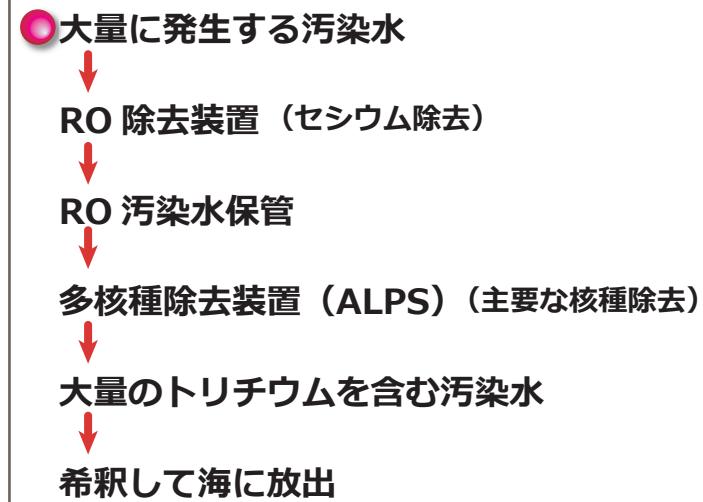 大量に発生する汚染水
RO 除去装置（セシウム除去）
RO 汚染水保管
多核種除去装置（ALPS）（主要な核種除去）
大量のトリチウムを含む汚染水
希釈して海に放出